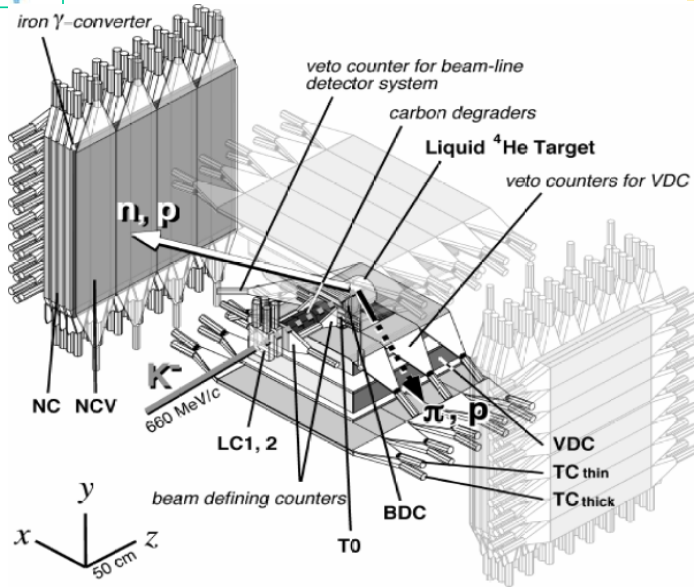 iron γ-converter
veto counter for beam-line
detector system
carbon degraders
Liquid ⁴He Target
veto counters for VDC
n, p
K⁻
660 MeV/c
NC NCV
LC1, 2
π, p
VDC
TC thin
TC thick
beam defining counters
BDC
T0
y
x
z
50 cm